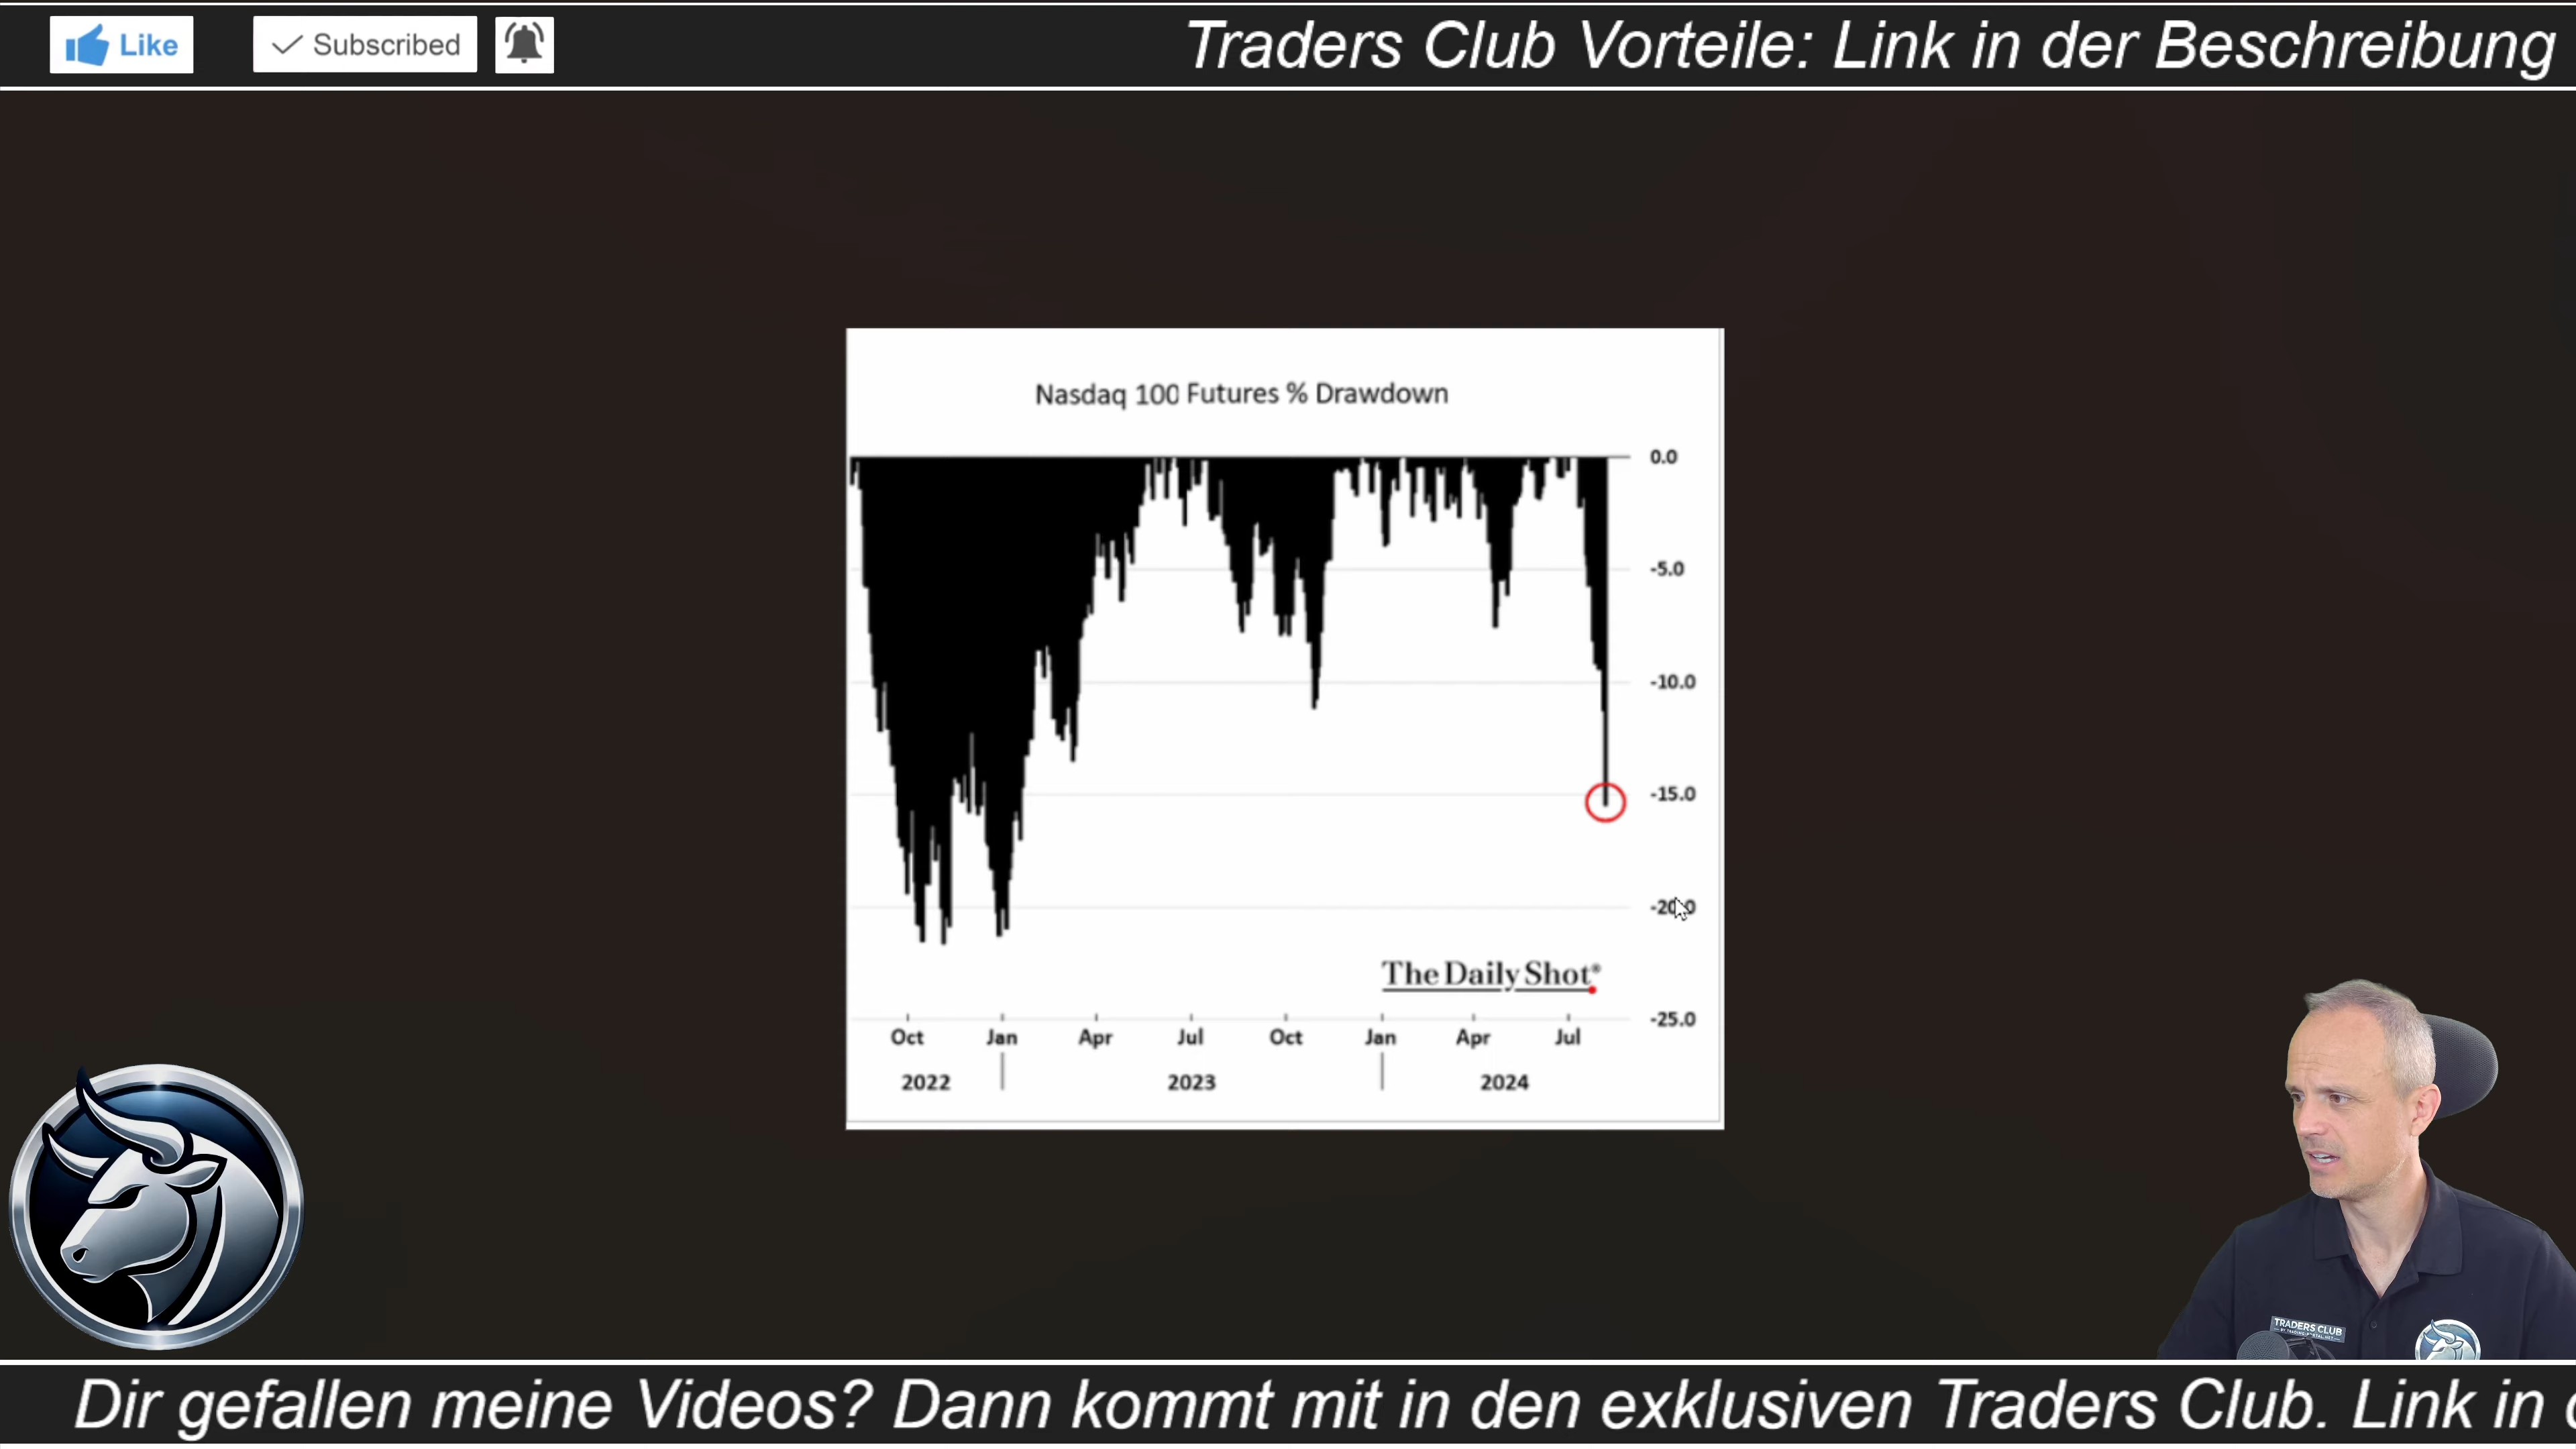 Like
Subscribed
Traders Club Vorteile: Link in der Beschreibung
Nasdaq 100 Futures % Drawdown
0.0
-5.0
-10.0
-15.0
-20.0
The Daily Shot®
-25.0
Oct Jan Apr Jul Oct Jan Apr Jul
2022 2023 2024
TRADERS CLUB
Dir gefallen meine Videos? Dann kommt mit in den exklusiven Traders Club. Link in